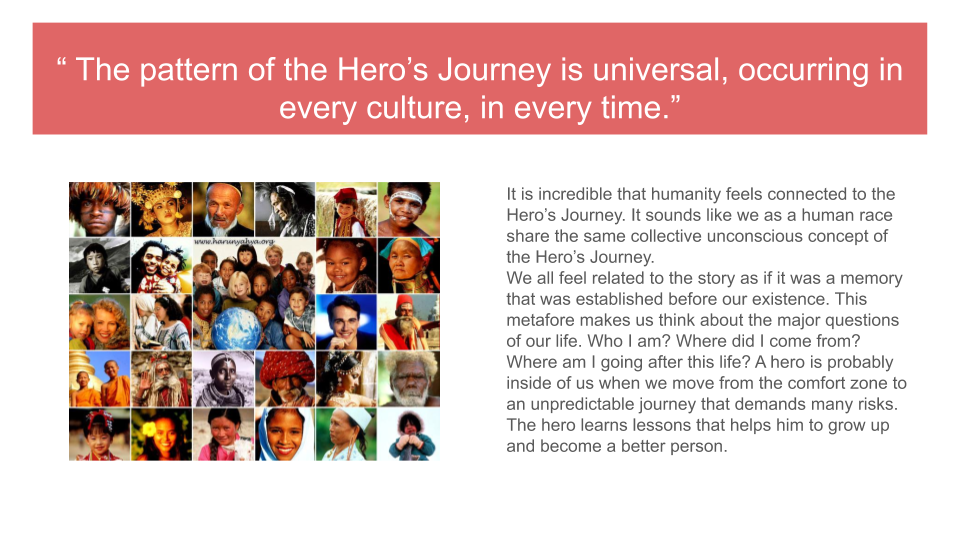 “ The pattern of the Hero’s Journey is universal, occurring in
every culture, in every time.”
www.harunyahya.org
It is incredible that humanity feels connected to the
Hero’s Journey. It sounds like we as a human race
share the same collective unconscious concept of
the Hero’s Journey.
We all feel related to the story as if it was a memory
that was established before our existence. This
metafore makes us think about the major questions
of our life. Who I am? Where did I come from?
Where am I going after this life? A hero is probably
inside of us when we move from the comfort zone to
an unpredictable journey that demands many risks.
The hero learns lessons that helps him to grow up
and become a better person.